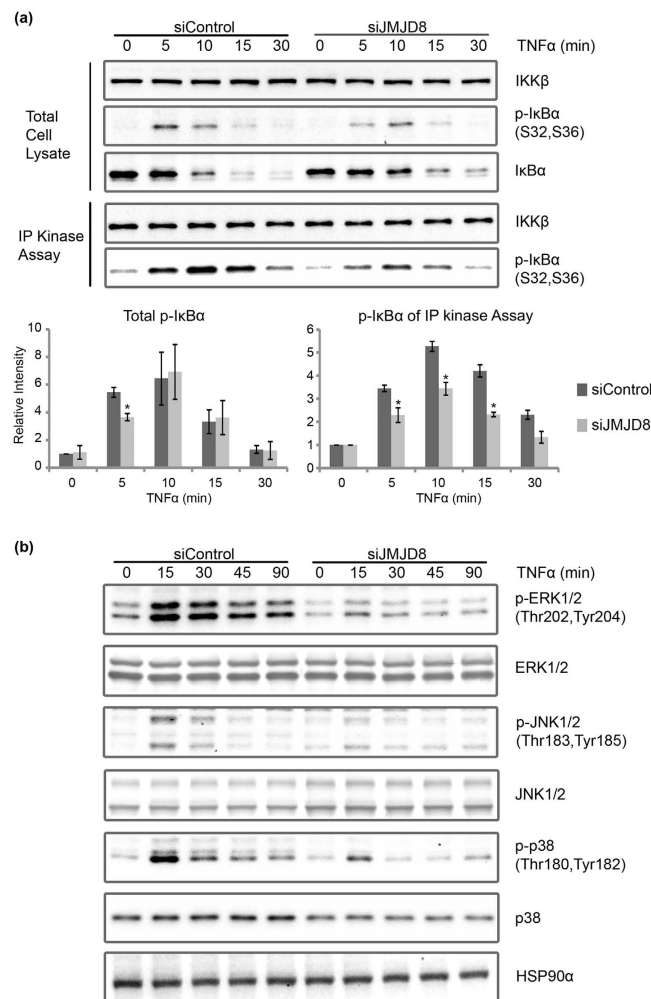 (a)
siControl siJMJD8
0 5 10 15 30 0 5 10 15 30 TNFα (min)
Total
Cell
Lysate
IKKβ
p-IκBα
(S32,S36)
IκBα
IP Kinase
Assay
IKKβ
p-IκBα
(S32,S36)
Total p-IκBα
Relative Intensity
10
8
6
4
2
0
0 5 10 15 30
TNFα (min)
p-IκBα of IP kinase Assay
6
5
4
3
2
1
0
0 5 10 15 30
TNFα (min)
*
*
*
*
siControl
siJMJD8
(b)
siControl siJMJD8
0 15 30 45 90 0 15 30 45 90 TNFα (min)
p-ERK1/2
(Thr202,Tyr204)
ERK1/2
p-JNK1/2
(Thr183,Tyr185)
JNK1/2
p-p38
(Thr180,Tyr182)
p38
HSP90α